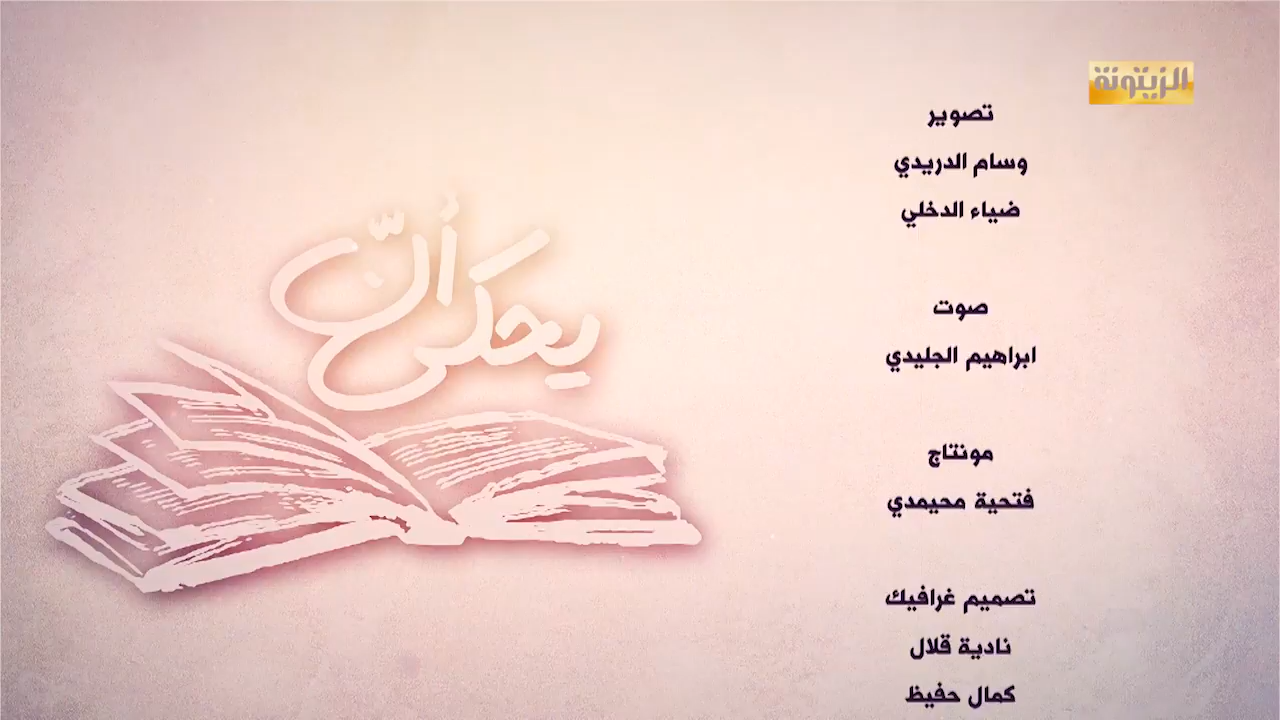 الزيتونة
يحكى أنّ
تصوير
وسام الدريدي
ضياء الدخلي
صوت
ابراهيم الجليدي
مونتاج
فتحية محيمدي
تصميم غرافيك
نادية قلال
كمال حفيظ